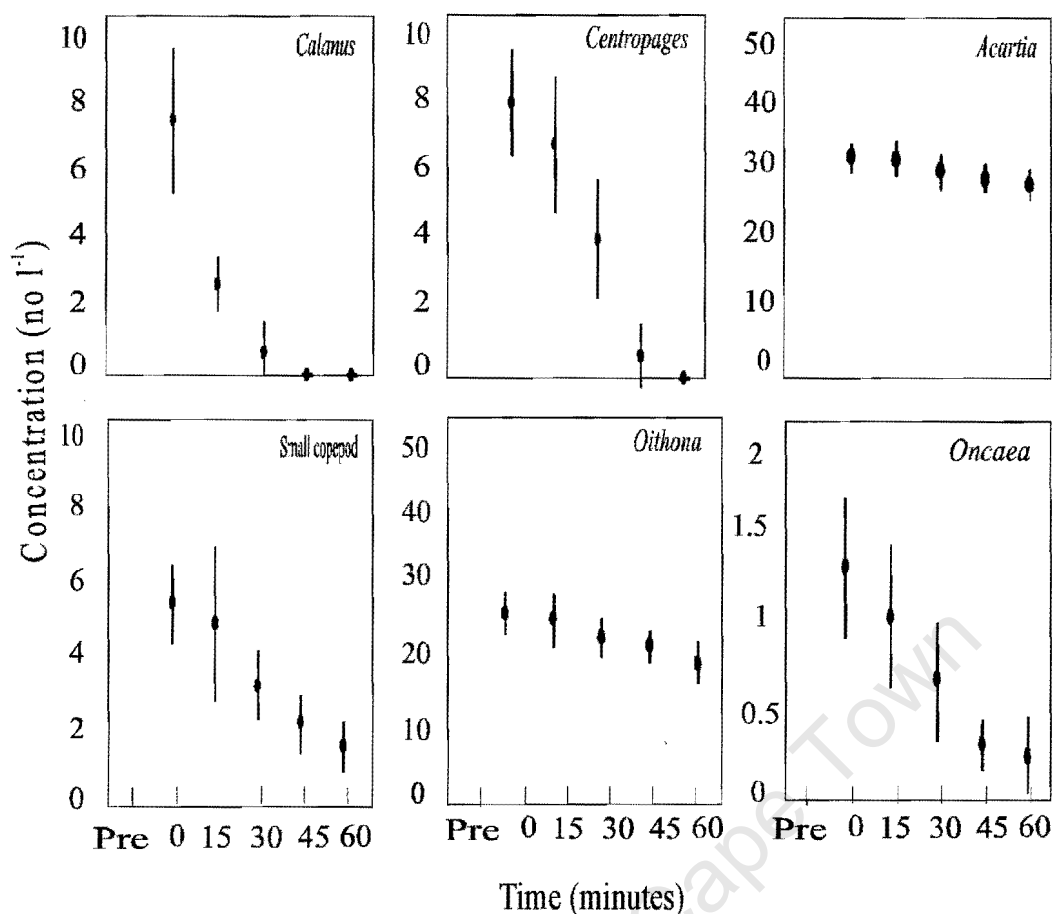 Concentration (no l⁻¹)
Calanus
10
8
6
4
2
0
Centropages
10
8
6
4
2
0
Acartia
50
40
30
20
10
0
Small copepod
10
8
6
4
2
0
Pre 0 15 30 45 60
Oithona
50
40
30
20
10
0
Pre 0 15 30 45 60
Oncaea
2
1.5
1
0.5
0
Pre 0 15 30 45 60
Time (minutes)
Cape Town